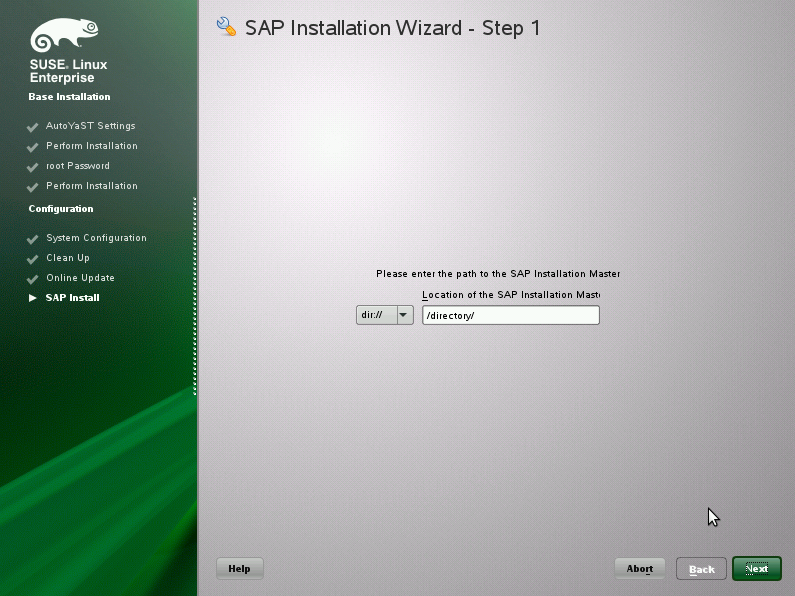 SUSE. Linux
Enterprise
Base Installation
AutoYaST Settings
Perform Installation
root Password
Perform Installation
Configuration
System Configuration
Clean Up
Online Update
SAP Install
SAP Installation Wizard - Step 1
Please enter the path to the SAP Installation Master
Location of the SAP Installation Maste
dir://
/directory/
Help
Abort
Back
Next